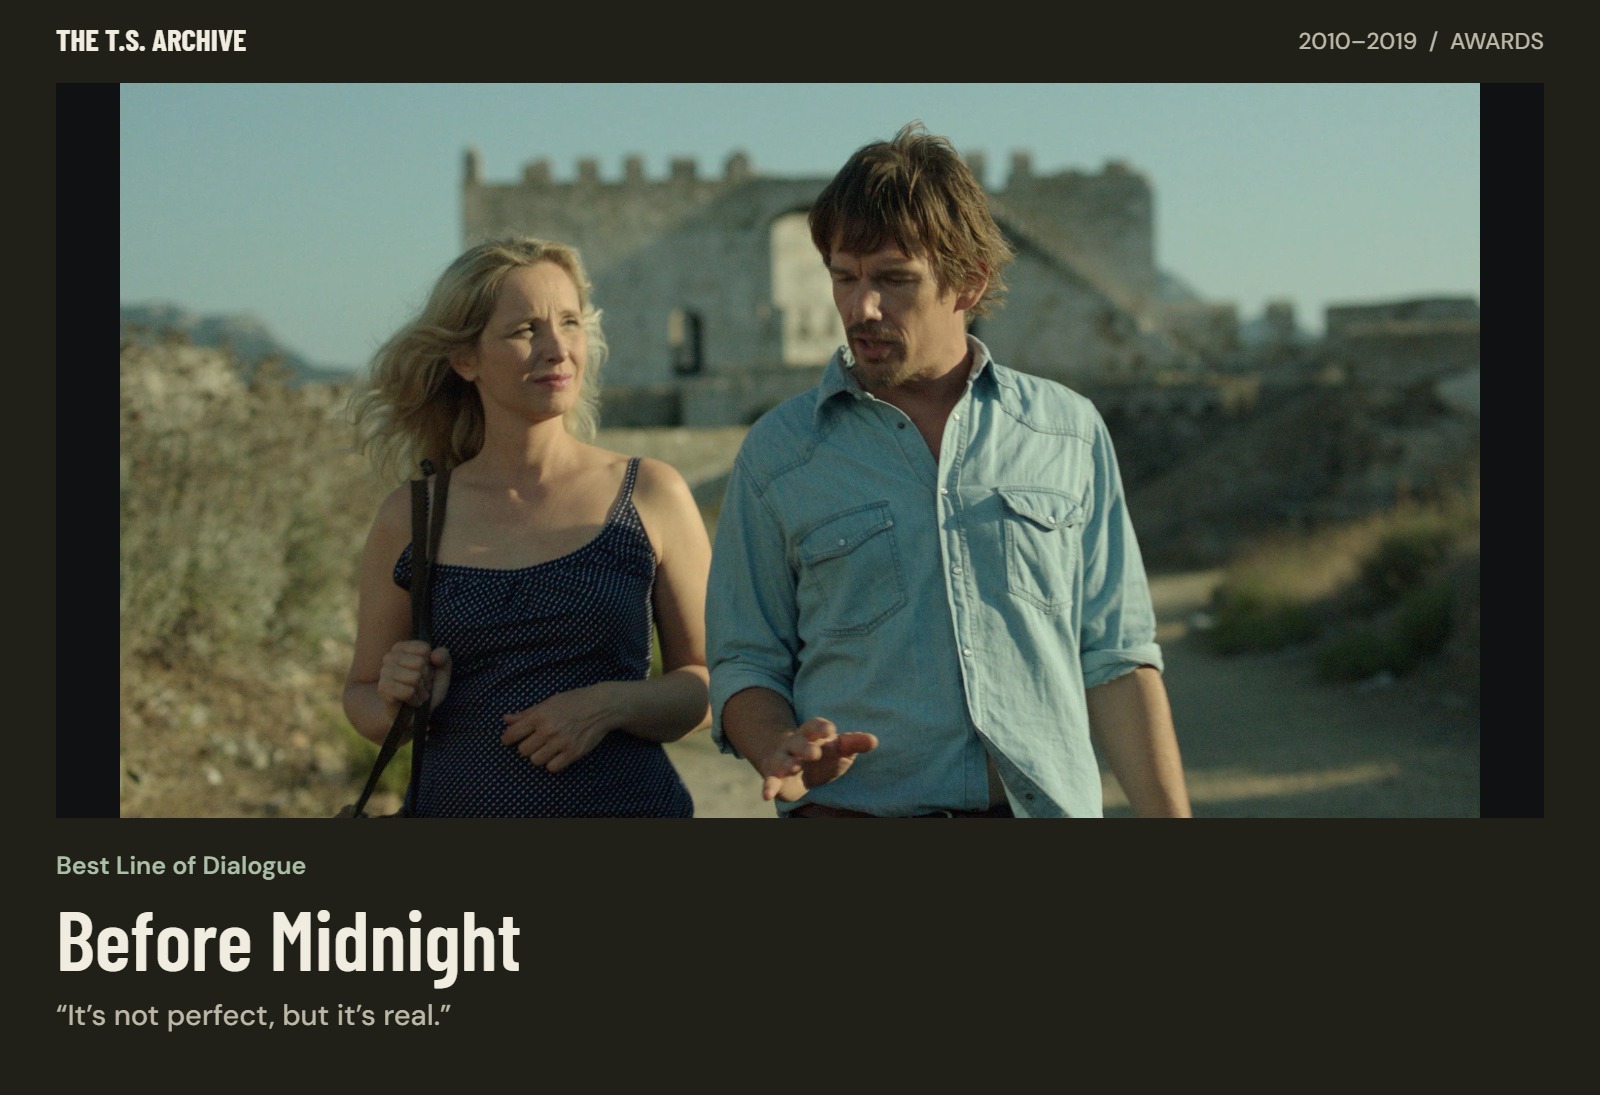 THE T.S. ARCHIVE
2010–2019 / AWARDS
Best Line of Dialogue
Before Midnight
“It’s not perfect, but it’s real.”